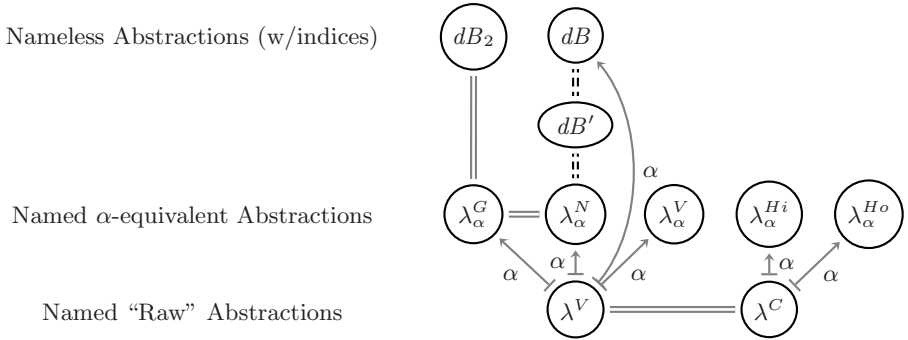 Nameless Abstractions (w/indices) dB₂ dB
dB′
α
Named α-equivalent Abstractions λ^G_α λ^N_α λ^V_α λ^Hi_α λ^Ho_α
α α α α α
Named “Raw” Abstractions λ^V λ^C